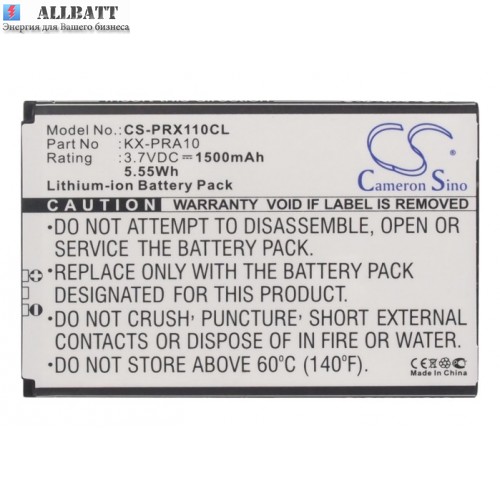 ALLBATT
Энергия для Вашего бизнеса
Model No: CS-PRX110CL
Part No : KX-PRA10
Rating : 3.7VDC 1500mAh
5.55Wh
Lithium-ion Battery Pack
CS
Cameron Sino
CAUTION WARRANTY VOID IF LABEL IS REMOVED
•DO NOT ATTEMPT TO DISASSEMBLE, OPEN OR SERVICE THE BATTERY PACK
•REPLACE ONLY WITH THE BATTERY PACK DESIGNATED FOR THIS PRODUCT
•DO NOT CRUSH, PUNCTURE, SHORT EXTERNAL CONTACTS OR DISPOSE OF IN FIRE OR WATER
•DO NOT STORE ABOVE 60°C (140°F)
CE
Made In China